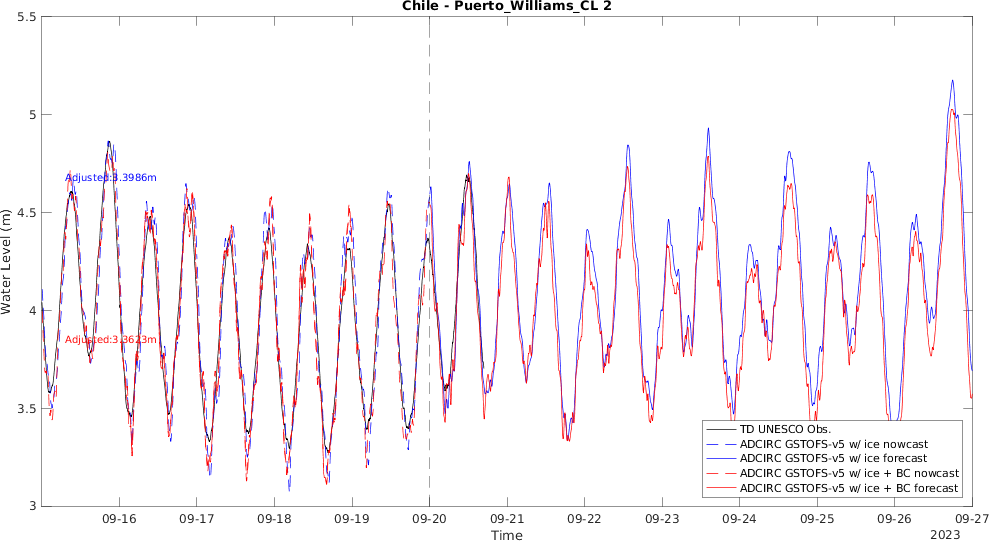 Chile - Puerto_Williams_CL 2
5.5
5
4.5
4
3.5
3
Water Level (m)
Adjusted:3.3986m
Adjusted:3.3623m
TD UNESCO Obs.
ADCIRC GSTOFS-v5 w/ ice nowcast
ADCIRC GSTOFS-v5 w/ ice forecast
ADCIRC GSTOFS-v5 w/ ice + BC nowcast
ADCIRC GSTOFS-v5 w/ ice + BC forecast
09-16 09-17 09-18 09-19 09-20 09-21 09-22 09-23 09-24 09-25 09-26 09-27
Time
2023